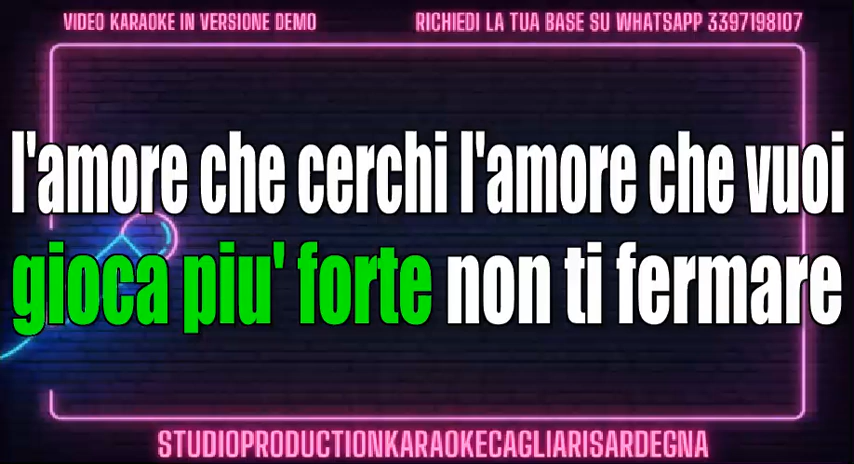 VIDEO KARAOKE IN VERSIONE DEMO
RICHIEDI LA TUA BASE SU WHATSAPP 3397198107
l'amore che cerchi l'amore che vuoi
gioca piu' forte non ti fermare
STUDIOPRODUCTIONKARAOKECAGLIARISARDEGNA